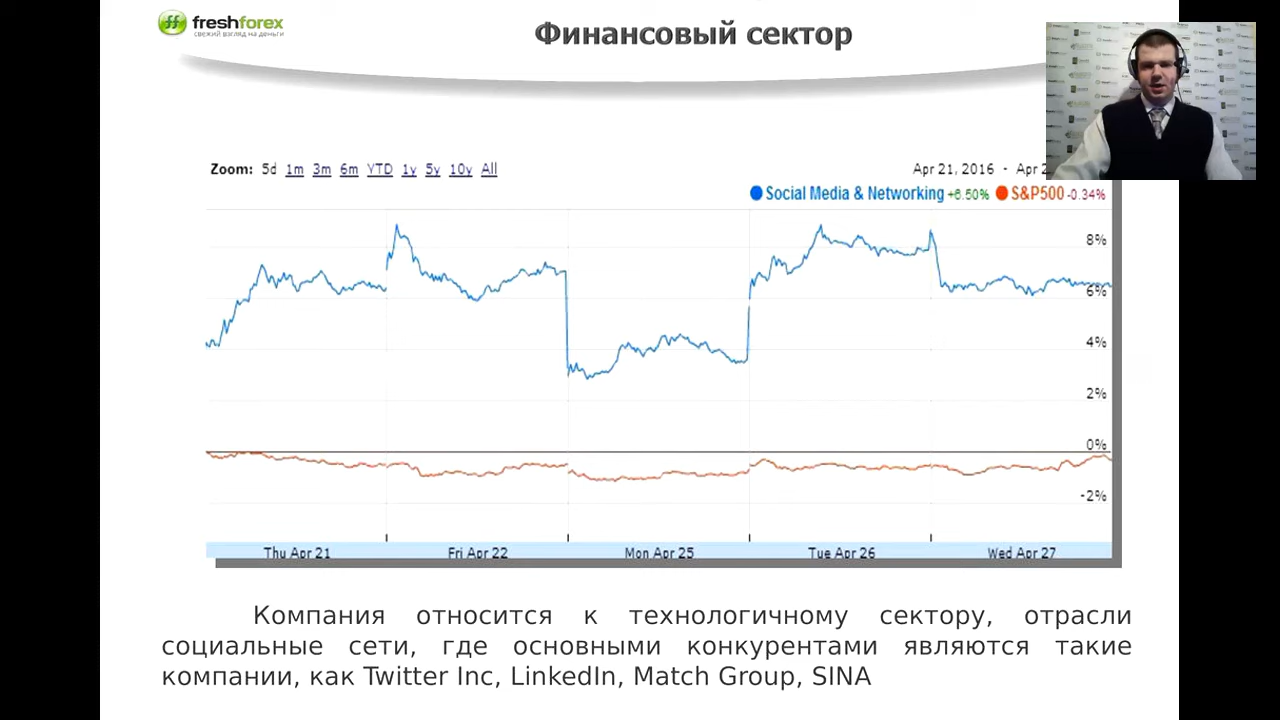 freshforex
свежий взгляд на деньги
Финансовый сектор
Zoom: 5d 1m 3m 6m YTD 1y 5y 10y All
Apr 21, 2016 - Apr
Social Media & Networking +6.50% S&P500 -0.34%
8%
6%
4%
2%
0%
-2%
Thu Apr 21 Fri Apr 22 Mon Apr 25 Tue Apr 26 Wed Apr 27
Компания относится к технологичному сектору, отрасли
социальные сети, где основными конкурентами являются такие
компании, как Twitter Inc, LinkedIn, Match Group, SINA